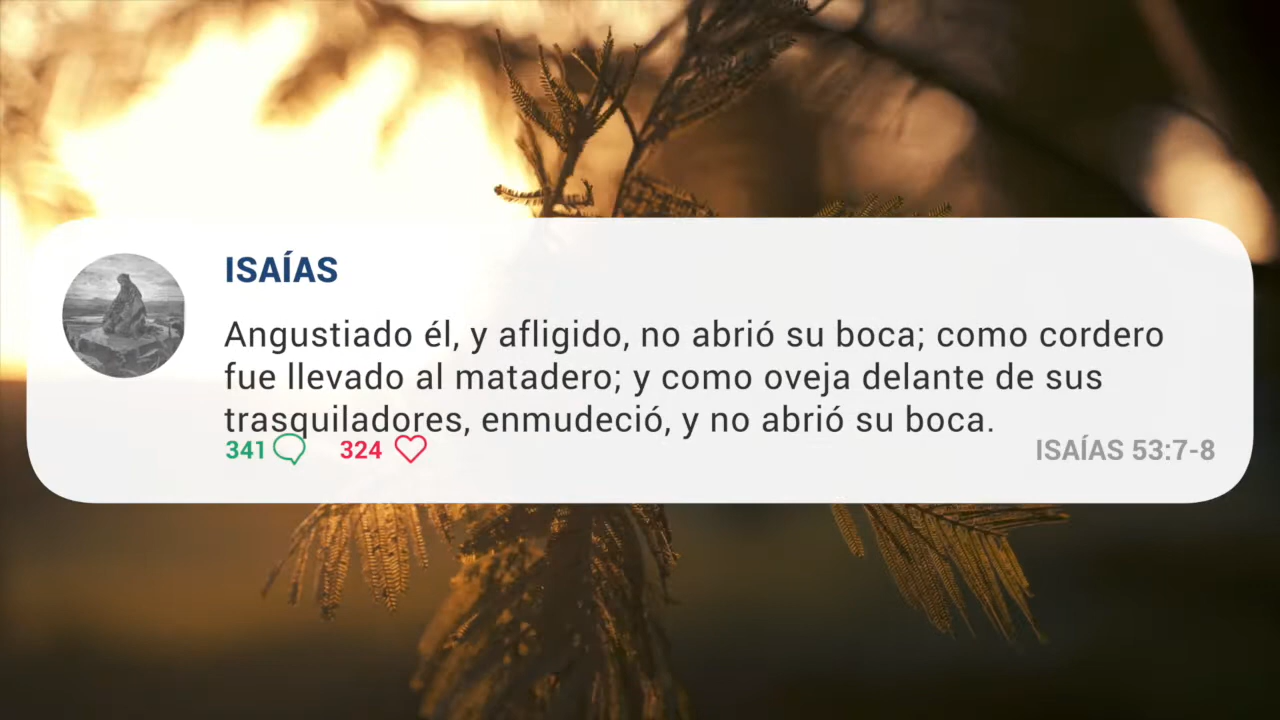 ISAÍAS
Angustiado él, y afligido, no abrió su boca; como cordero
fue llevado al matadero; y como oveja delante de sus
trasquiladores, enmudeció, y no abrió su boca.
341 324
ISAÍAS 53:7-8